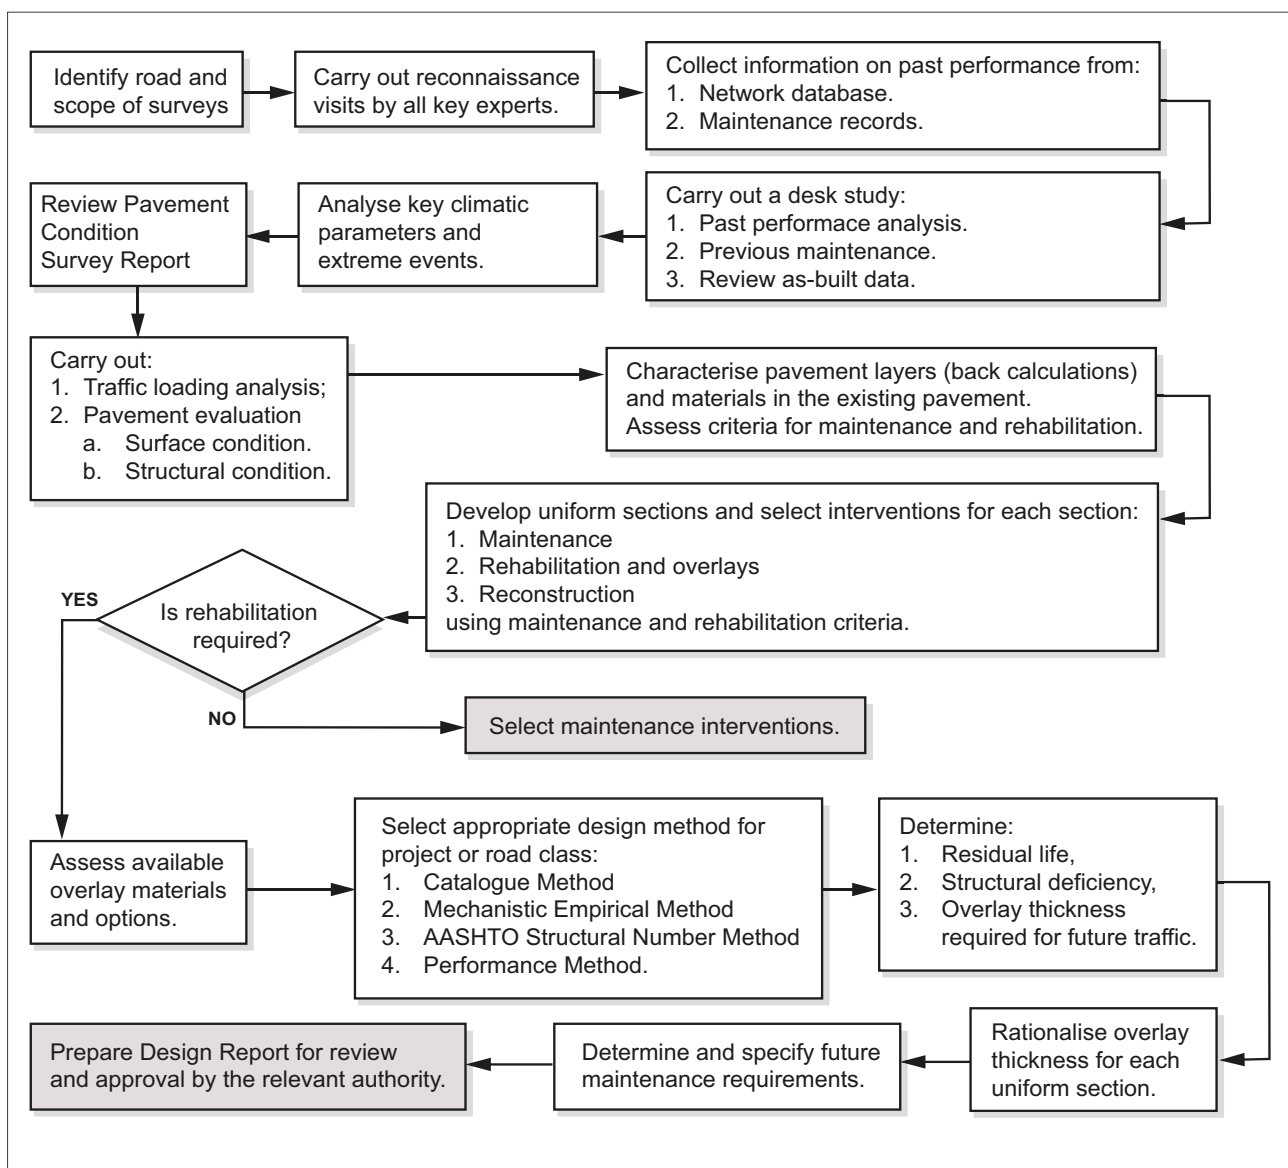 Identify road and
scope of surveys
Carry out reconnaissance
visits by all key experts.
Collect information on past performance from:
1. Network database.
2. Maintenance records.
Carry out a desk study:
1. Past performace analysis.
2. Previous maintenance.
3. Review as-built data.
Analyse key climatic
parameters and
extreme events.
Review Pavement
Condition
Survey Report
Carry out:
1. Traffic loading analysis;
2. Pavement evaluation
a. Surface condition.
b. Structural condition.
Characterise pavement layers (back calculations)
and materials in the existing pavement.
Assess criteria for maintenance and rehabilitation.
Develop uniform sections and select interventions for each section:
1. Maintenance
2. Rehabilitation and overlays
3. Reconstruction
using maintenance and rehabilitation criteria.
Is rehabilitation
required?
YES
NO
Select maintenance interventions.
Assess available
overlay materials
and options.
Select appropriate design method for
project or road class:
1. Catalogue Method
2. Mechanistic Empirical Method
3. AASHTO Structural Number Method
4. Performance Method.
Determine:
1. Residual life,
2. Structural deficiency,
3. Overlay thickness
required for future traffic.
Rationalise overlay
thickness for each
uniform section.
Determine and specify future
maintenance requirements.
Prepare Design Report for review
and approval by the relevant authority.